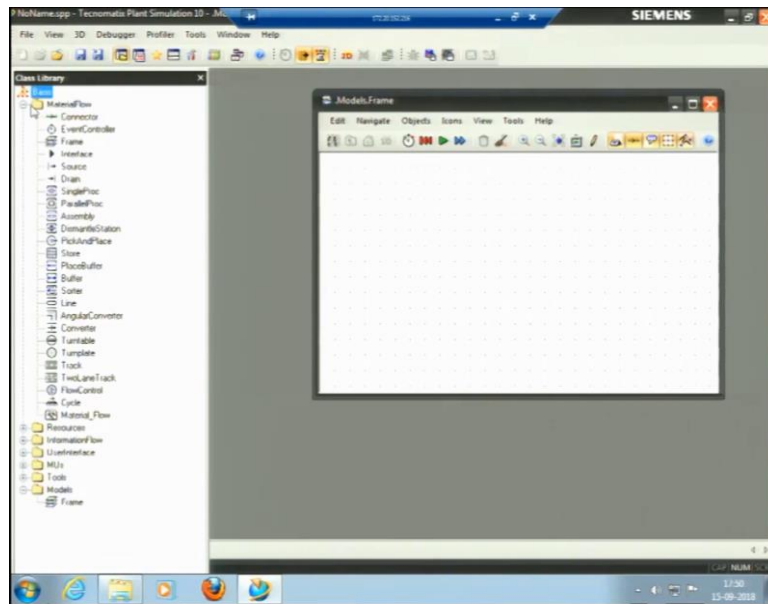 NoName.spp - Tecnomatix Plant Simulation 10 - .Mo
SIEMENS
File View 3D Debugger Profiler Tools Window Help
Class Library
Basis
MaterialFlow
Connector
EventController
Frame
Interface
Source
Drain
SingleProc
ParallelProc
Assembly
DismantleStation
PickAndPlace
Store
PlaceBuffer
Buffer
Sorter
Line
AngularConverter
Converter
Turntable
Turnplate
Track
TwoLaneTrack
FlowControl
Cycle
Material_Flow
Resources
InformationFlow
UserInterface
MUs
Tools
Models
Frame
.Models.Frame
Edit Navigate Objects Icons View Tools Help
CAP NUM SCR
17:50
15-09-2018